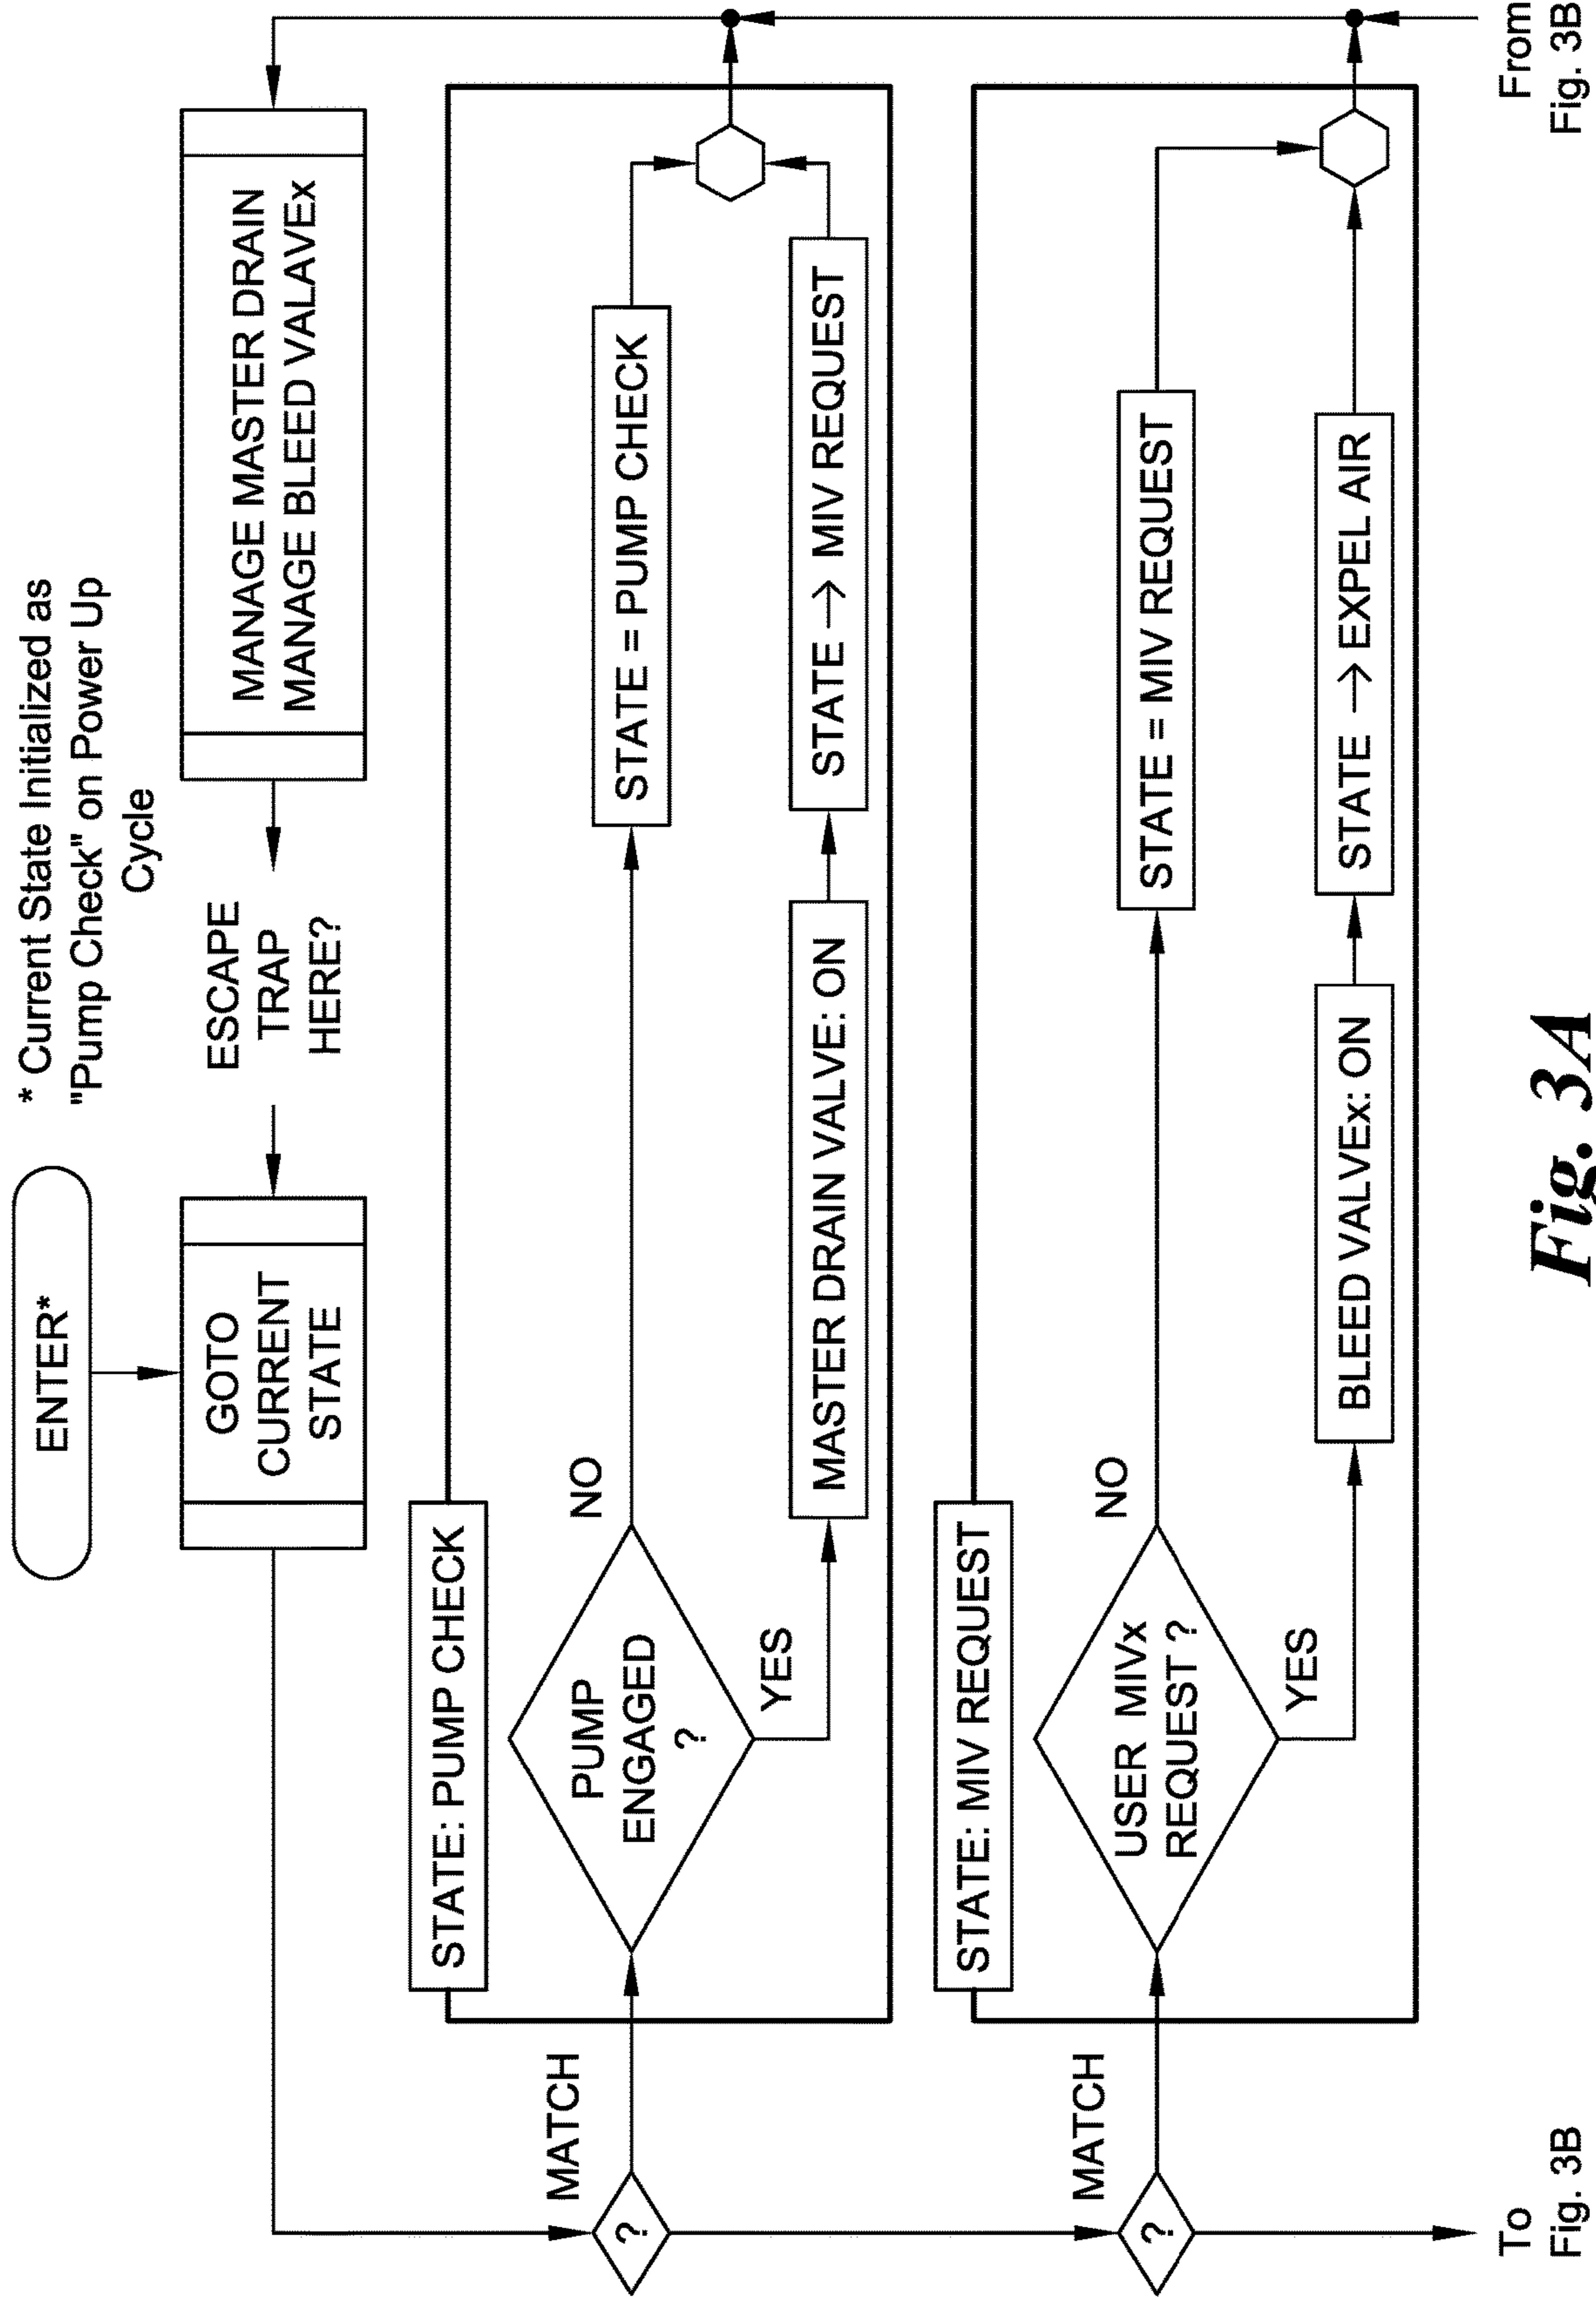 * Current State Initialized as
"Pump Check" on Power Up
Cycle
ENTER*
GOTO
CURRENT
STATE
ESCAPE
TRAP
HERE?
MANAGE MASTER DRAIN
MANAGE BLEED VALAVEx
?
MATCH
STATE: PUMP CHECK
PUMP
ENGAGED
?
NO
STATE = PUMP CHECK
YES
MASTER DRAIN VALVE: ON
STATE → MIV REQUEST
?
MATCH
STATE: MIV REQUEST
USER MIVx
REQUEST ?
NO
STATE = MIV REQUEST
YES
BLEED VALVEx: ON
STATE → EXPEL AIR
To
Fig. 3B
From
Fig. 3B
Fig. 3A